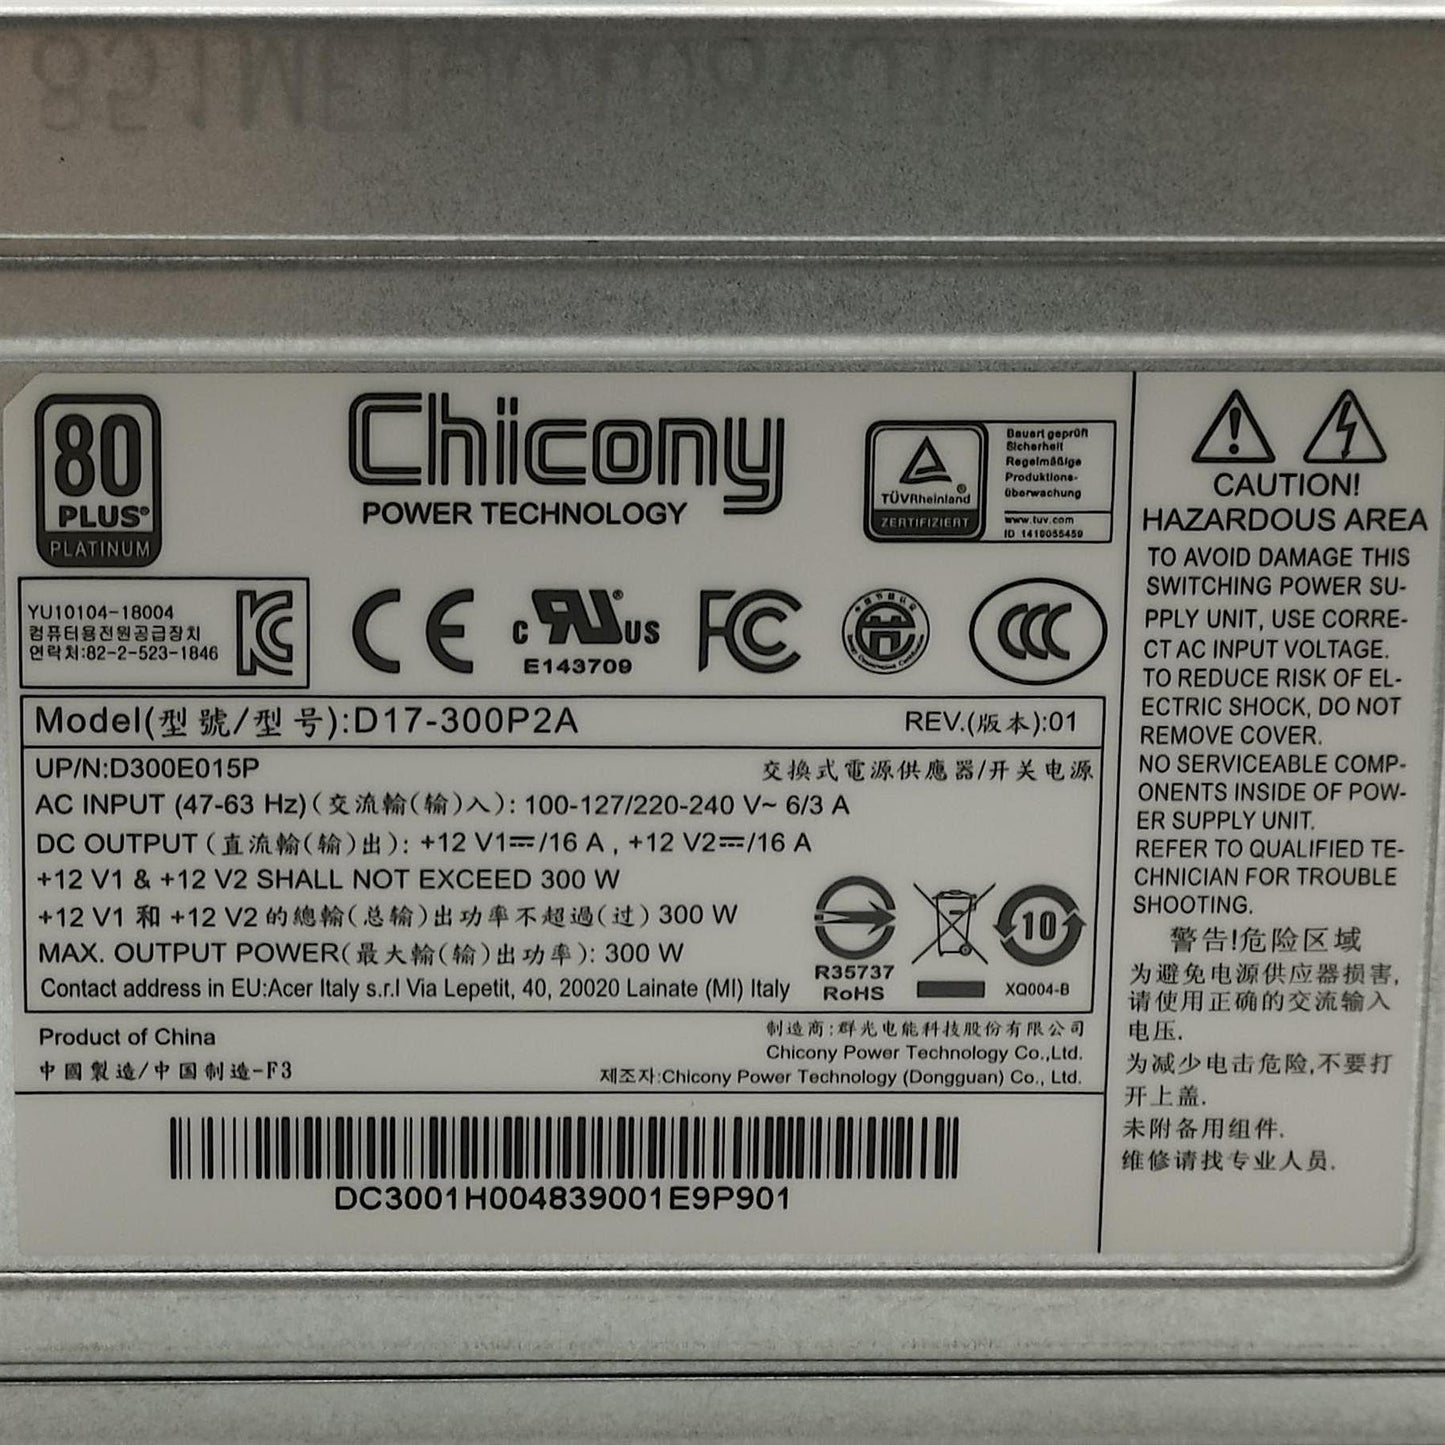 80
PLUS®
PLATINUM
Chicony
POWER TECHNOLOGY
TÜVRheinland®
ZERTIFIZIERT
Bauart geprüft
Sicherheit
Regelmäßige
Produktions-
überwachung
www.tuv.com
ID 1419055459
YU10104-18004
컴퓨터용전원공급장치
연락처:82-2-523-1846
CE
c RU® US
E143709
FC
CCC
Model(型號/型号):D17-300P2A
REV.(版本):01
UP/N:D300E015P
交換式電源供應器/开关电源
AC INPUT (47-63 Hz)(交流輸(输)入): 100-127/220-240 V~ 6/3 A
DC OUTPUT (直流輸(输)出): +12 V1⎓/16 A , +12 V2⎓/16 A
+12 V1 & +12 V2 SHALL NOT EXCEED 300 W
+12 V1 和 +12 V2 的總輸(总输)出功率不超過(过) 300 W
MAX. OUTPUT POWER(最大輸(输)出功率): 300 W
Contact address in EU:Acer Italy s.r.l Via Lepetit, 40, 20020 Lainate (MI) Italy
R35737
RoHS
10
XQ004-B
Product of China
中國製造/中国制造-F3
制造商:群光电能科技股份有限公司
Chicony Power Technology Co.,Ltd.
제조자:Chicony Power Technology (Dongguan) Co., Ltd.
DC3001H004839001E9P901
CAUTION!
HAZARDOUS AREA
TO AVOID DAMAGE THIS
SWITCHING POWER SU-
PPLY UNIT, USE CORRE-
CT AC INPUT VOLTAGE.
TO REDUCE RISK OF EL-
ECTRIC SHOCK, DO NOT
REMOVE COVER.
NO SERVICEABLE COMP-
ONENTS INSIDE OF POW-
ER SUPPLY UNIT.
REFER TO QUALIFIED TE-
CHNICIAN FOR TROUBLE
SHOOTING.
警告!危险区域
为避免电源供应器损害,
请使用正确的交流输入
电压.
为减少电击危险,不要打
开上盖.
未附备用组件.
维修请找专业人员.